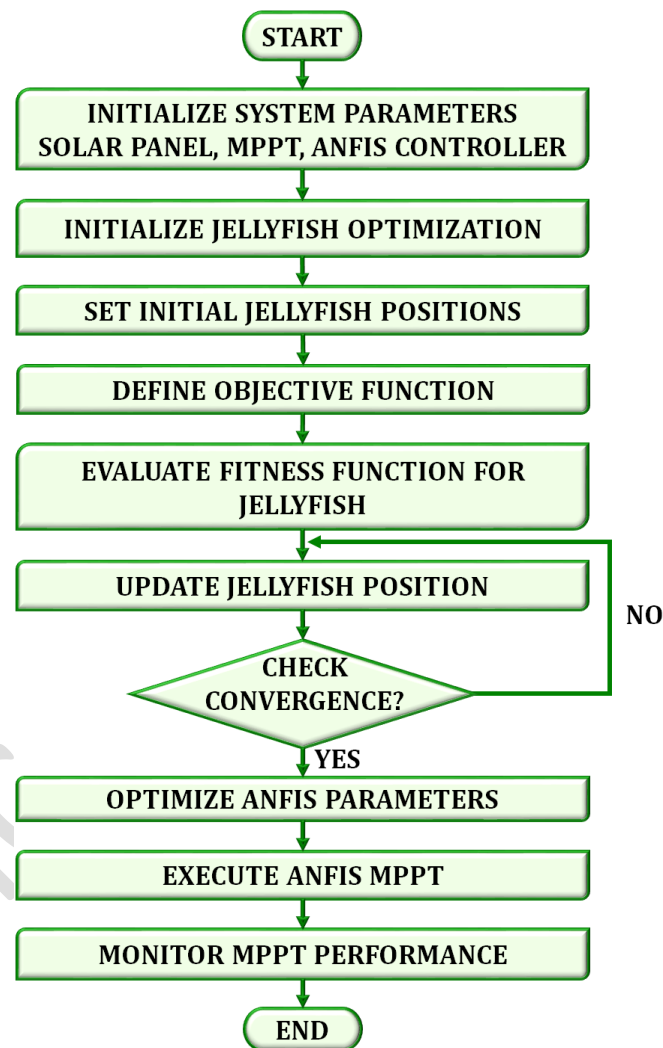 START
INITIALIZE SYSTEM PARAMETERS
SOLAR PANEL, MPPT, ANFIS CONTROLLER
INITIALIZE JELLYFISH OPTIMIZATION
SET INITIAL JELLYFISH POSITIONS
DEFINE OBJECTIVE FUNCTION
EVALUATE FITNESS FUNCTION FOR
JELLYFISH
UPDATE JELLYFISH POSITION
NO
CHECK
CONVERGENCE?
YES
OPTIMIZE ANFIS PARAMETERS
EXECUTE ANFIS MPPT
MONITOR MPPT PERFORMANCE
END